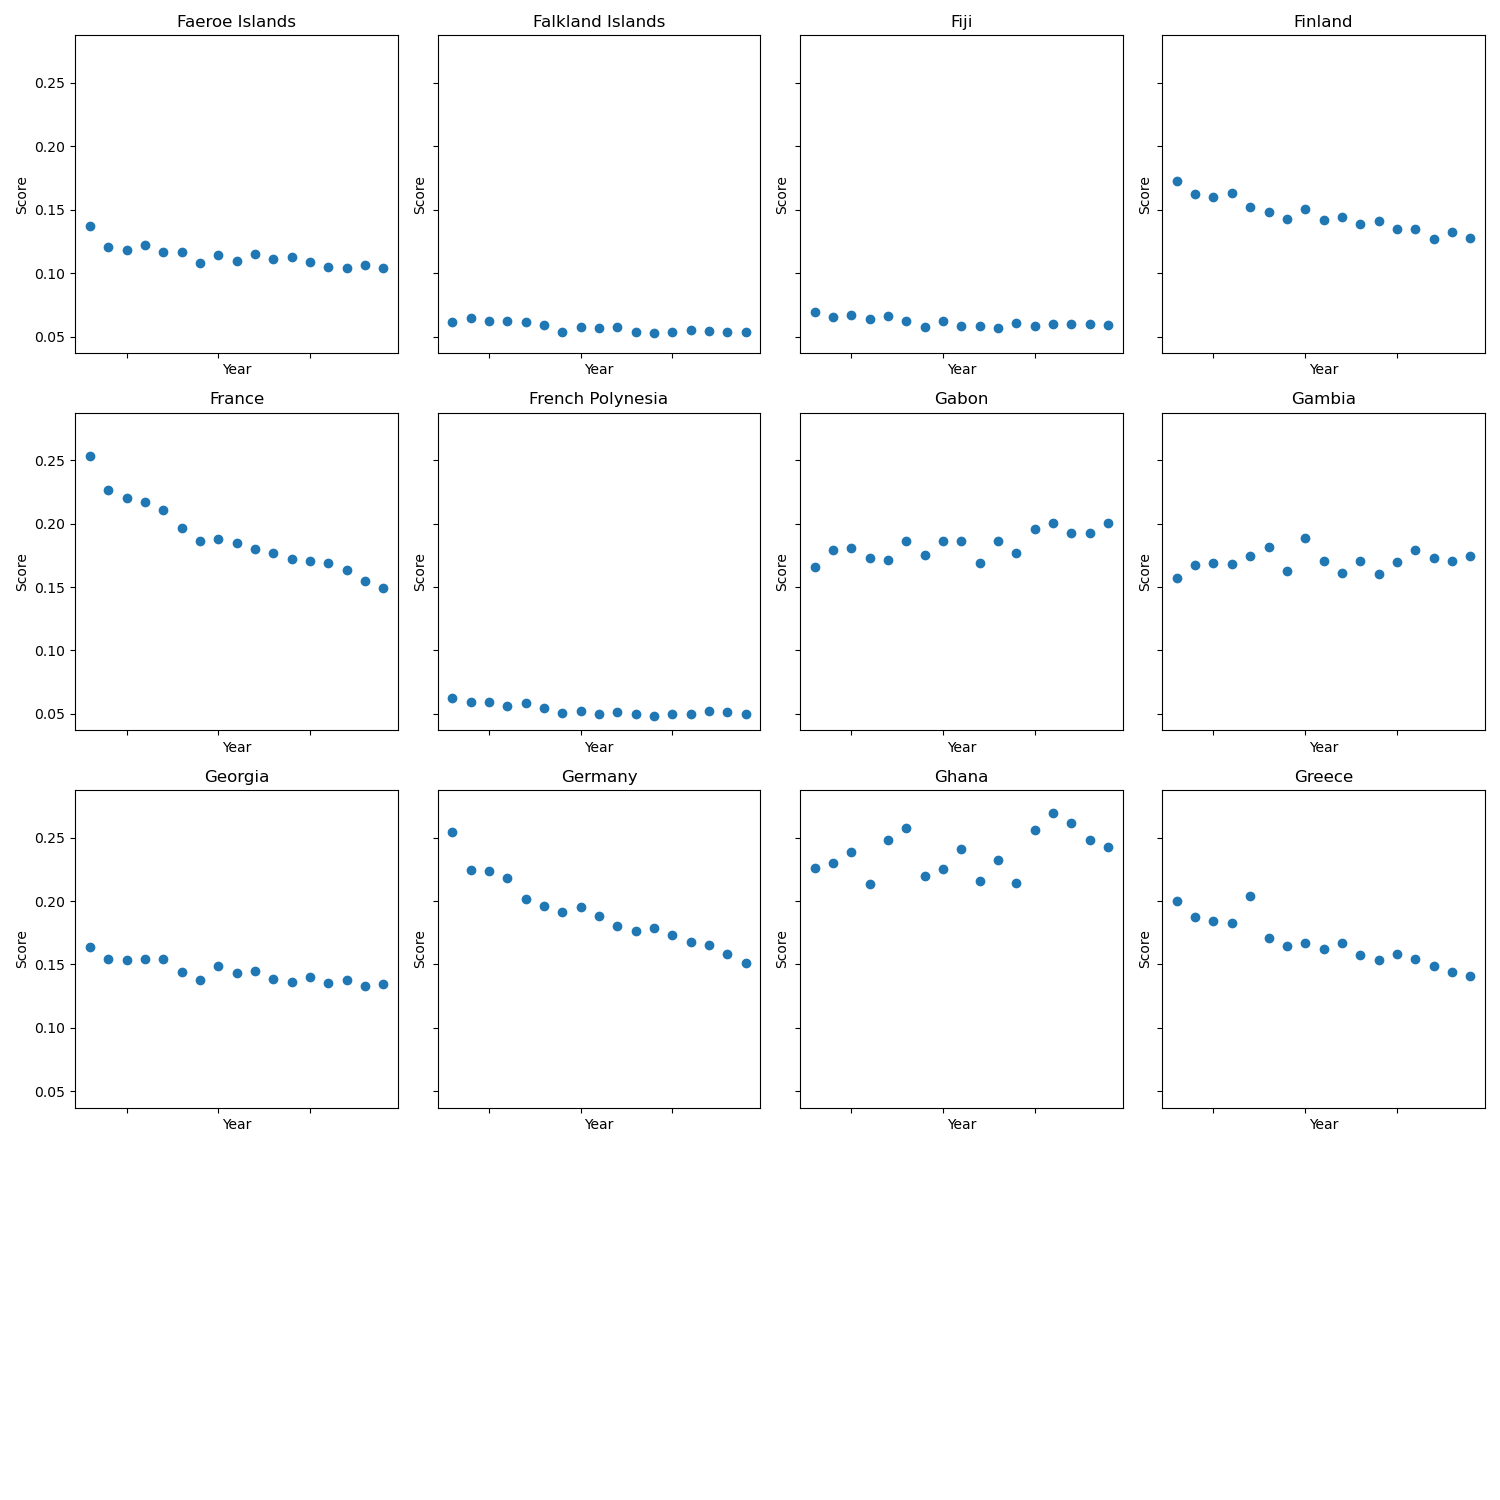 Faeroe Islands
Falkland Islands
Fiji
Finland
0.25
0.20
0.15
0.10
0.05
Score
Score
Score
Score
Year
Year
Year
Year
France
French Polynesia
Gabon
Gambia
0.25
0.20
0.15
0.10
0.05
Score
Score
Score
Score
Year
Year
Year
Year
Georgia
Germany
Ghana
Greece
0.25
0.20
0.15
0.10
0.05
Score
Score
Score
Score
Year
Year
Year
Year